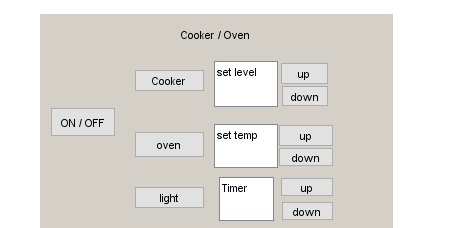 Cooker / Oven
Cooker
set level
up
down
ON / OFF
oven
set temp
up
down
light
Timer
up
down